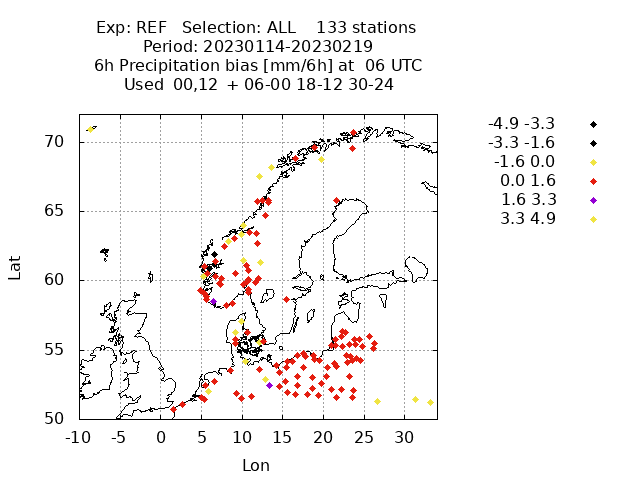 Exp: REF   Selection: ALL    133 stations
Period: 20230114-20230219
6h Precipitation bias [mm/6h] at  06 UTC
Used  00,12  + 06-00 18-12 30-24
-4.9 -3.3
-3.3 -1.6
-1.6 0.0
0.0 1.6
1.6 3.3
3.3 4.9
Lat
70
65
60
55
50
-10 -5 0 5 10 15 20 25 30
Lon